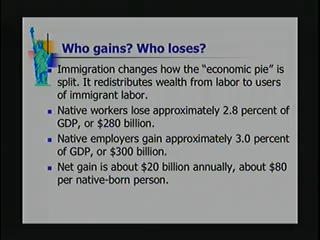 Who gains? Who loses?
Immigration changes how the “economic pie” is
split. It redistributes wealth from labor to users
of immigrant labor.
Native workers lose approximately 2.8 percent of
GDP, or $280 billion.
Native employers gain approximately 3.0 percent
of GDP, or $300 billion.
Net gain is about $20 billion annually, about $80
per native-born person.